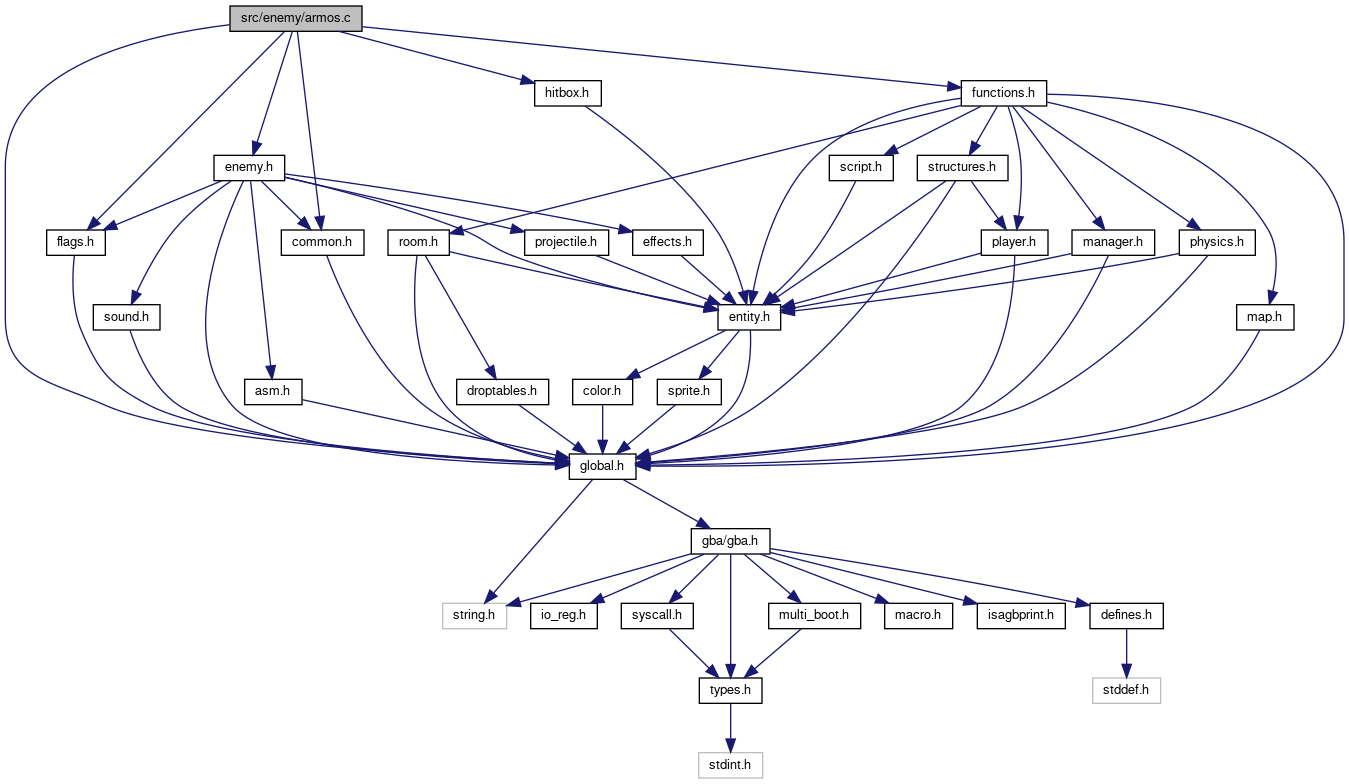 src/enemy/armos.c
hitbox.h
functions.h
enemy.h
script.h
structures.h
flags.h
common.h
room.h
projectile.h
effects.h
player.h
manager.h
physics.h
sound.h
entity.h
map.h
asm.h
droptables.h
color.h
sprite.h
global.h
gba/gba.h
string.h
io_reg.h
syscall.h
multi_boot.h
macro.h
isagbprint.h
defines.h
types.h
stddef.h
stdint.h